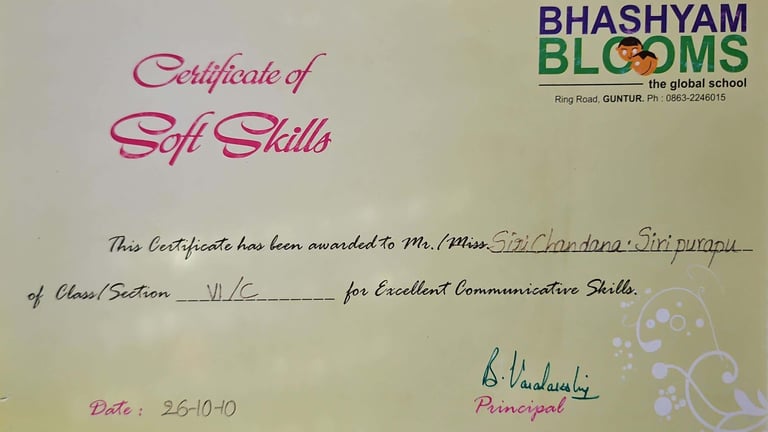 BHASHYAM
BLOOMS
the global school
Ring Road, GUNTUR. Ph : 0863-2246015
Certificate of
Soft Skills
This Certificate has been awarded to Mr./Miss. Siri Chandana. Siripurapu
of Class/Section VI/C for Excellent Communicative Skills.
B.
Date : 26-10-10 Principal